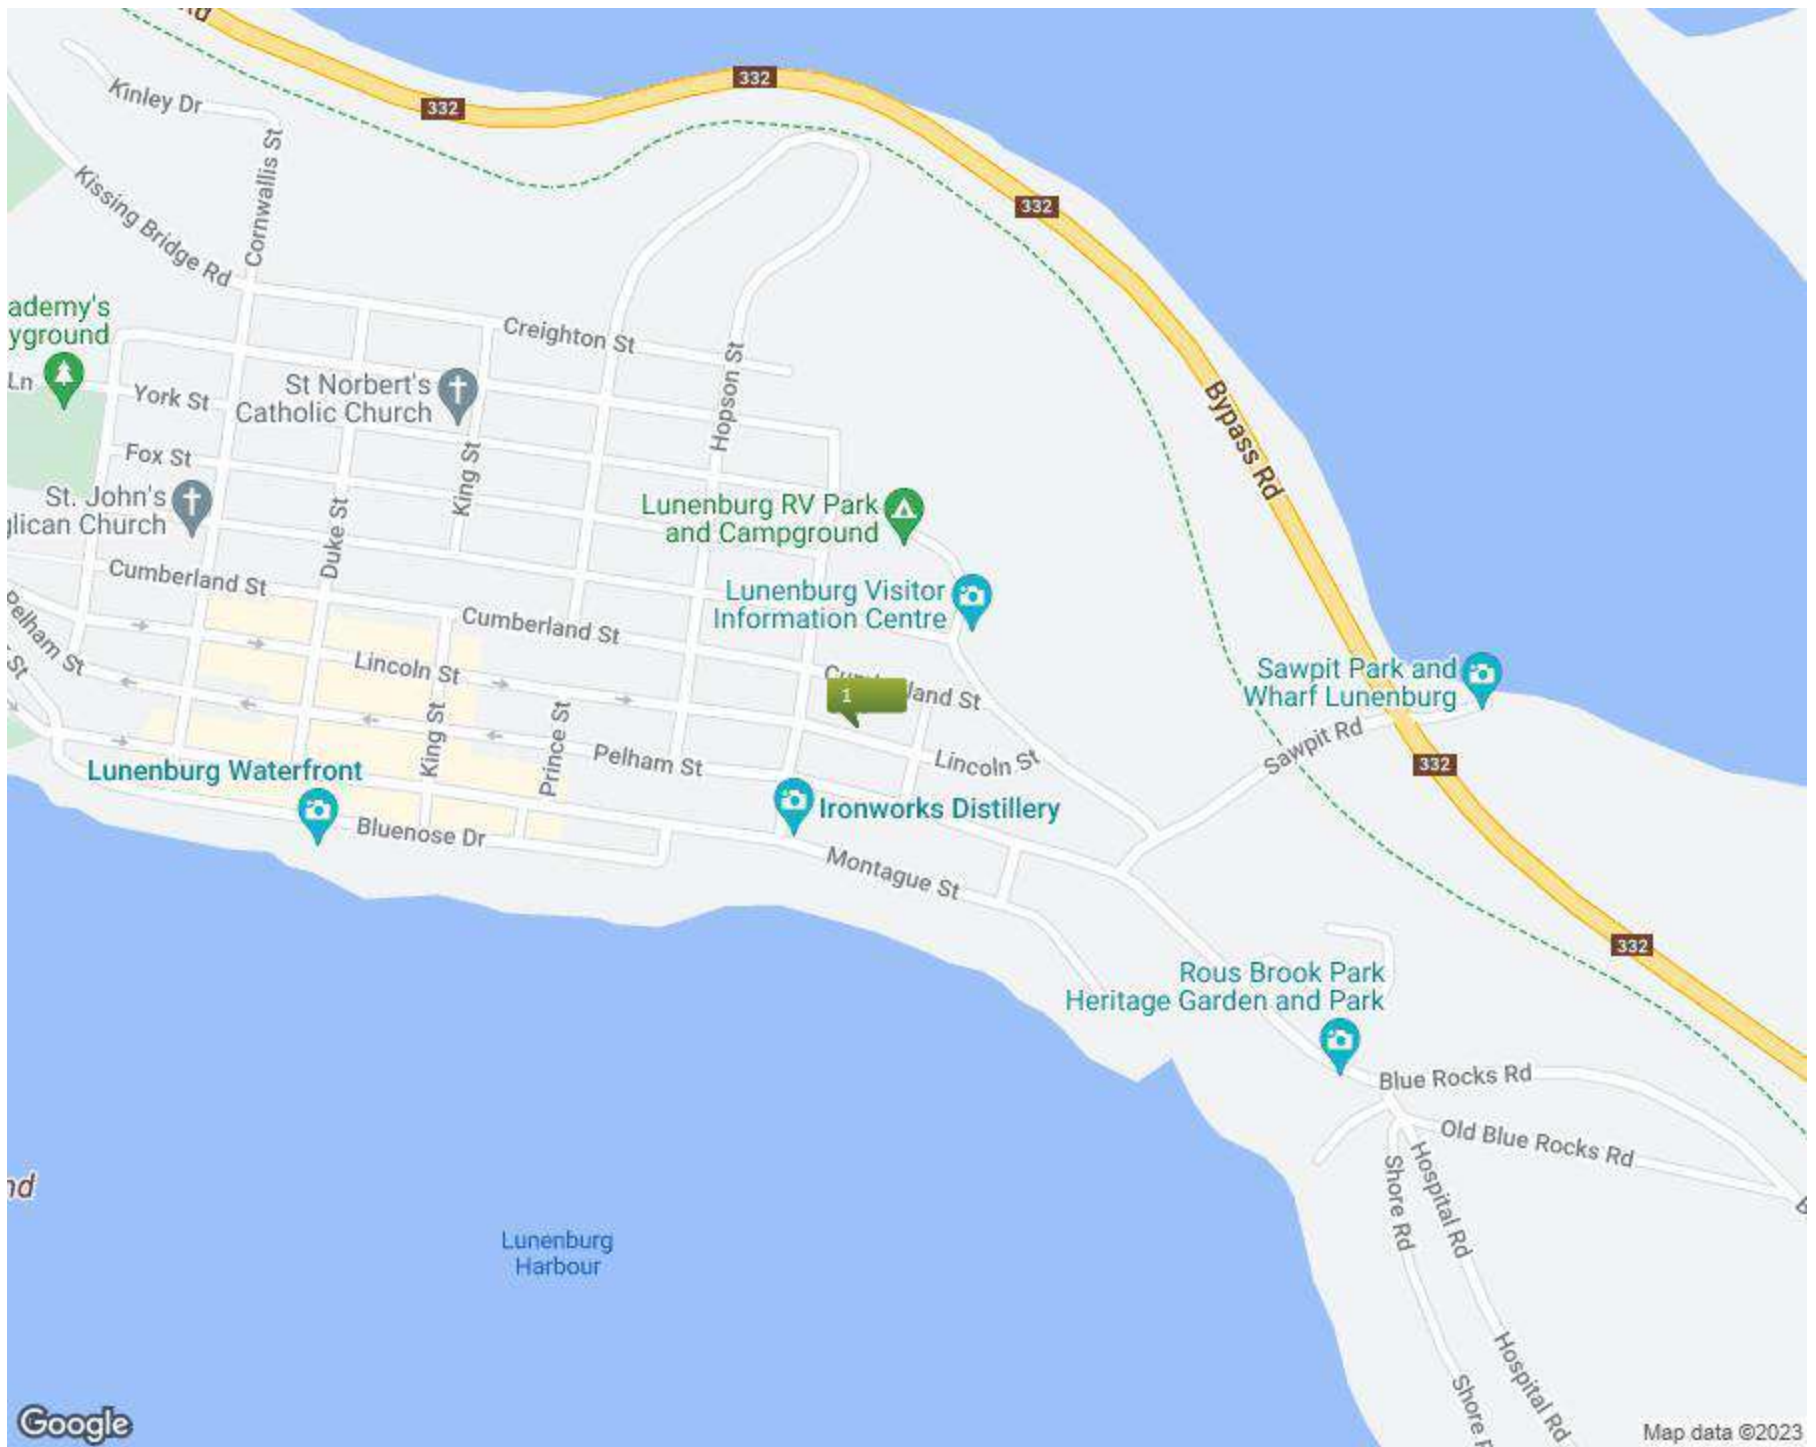 Rd
332
332
Kinley Dr
Cornwallis St
Kissing Bridge Rd
332
ademy's
yground
Creighton St
Ln
York St
St Norbert's
Catholic Church
Hopson St
Bypass Rd
Fox St
King St
St. John's
glican Church
Duke St
Lunenburg RV Park
and Campground
Cumberland St
Lunenburg Visitor
Information Centre
Pelham St
St
Cumberland St
Lincoln St
Cumberland St
1
Sawpit Park and
Wharf Lunenburg
Sawpit Rd
332
King St
Prince St
Pelham St
Lincoln St
Lunenburg Waterfront
Ironworks Distillery
Bluenose Dr
Montague St
332
Rous Brook Park
Heritage Garden and Park
Blue Rocks Rd
Old Blue Rocks Rd
B
Shore Rd
Hospital Rd
nd
Lunenburg
Harbour
Hospital Rd
Shore R
Google
Map data ©2023